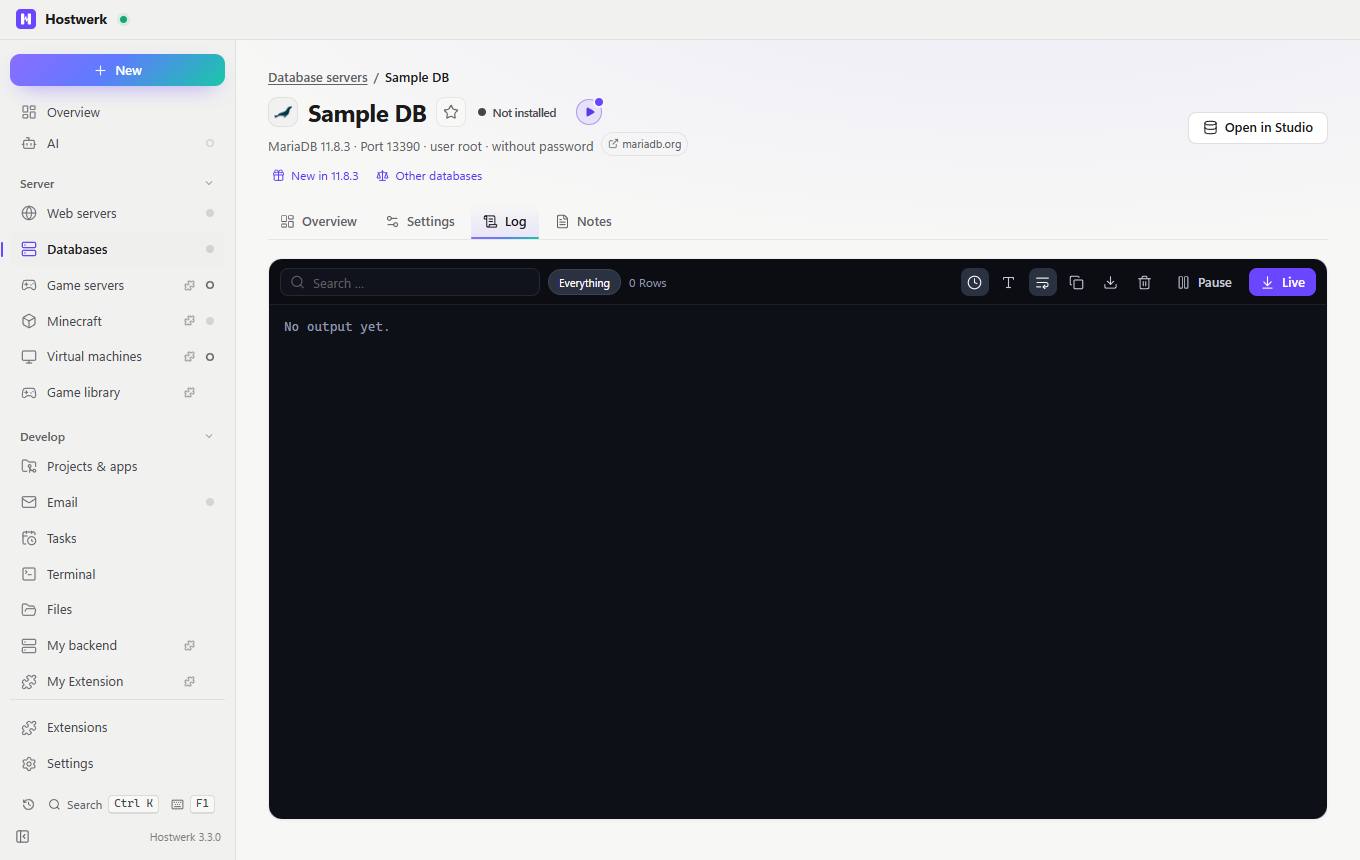 Hostwerk
New
Overview
AI
Server
Web servers
Databases
Game servers
Minecraft
Virtual machines
Game library
Develop
Projects & apps
Email
Tasks
Terminal
Files
My backend
My Extension
Extensions
Settings
Search Ctrl K F1
Hostwerk 3.3.0
Database servers / Sample DB
Sample DB Not installed
MariaDB 11.8.3 · Port 13390 · user root · without password mariadb.org
New in 11.8.3 Other databases
Open in Studio
Overview Settings Log Notes
Search ... Everything 0 Rows Pause Live
No output yet.